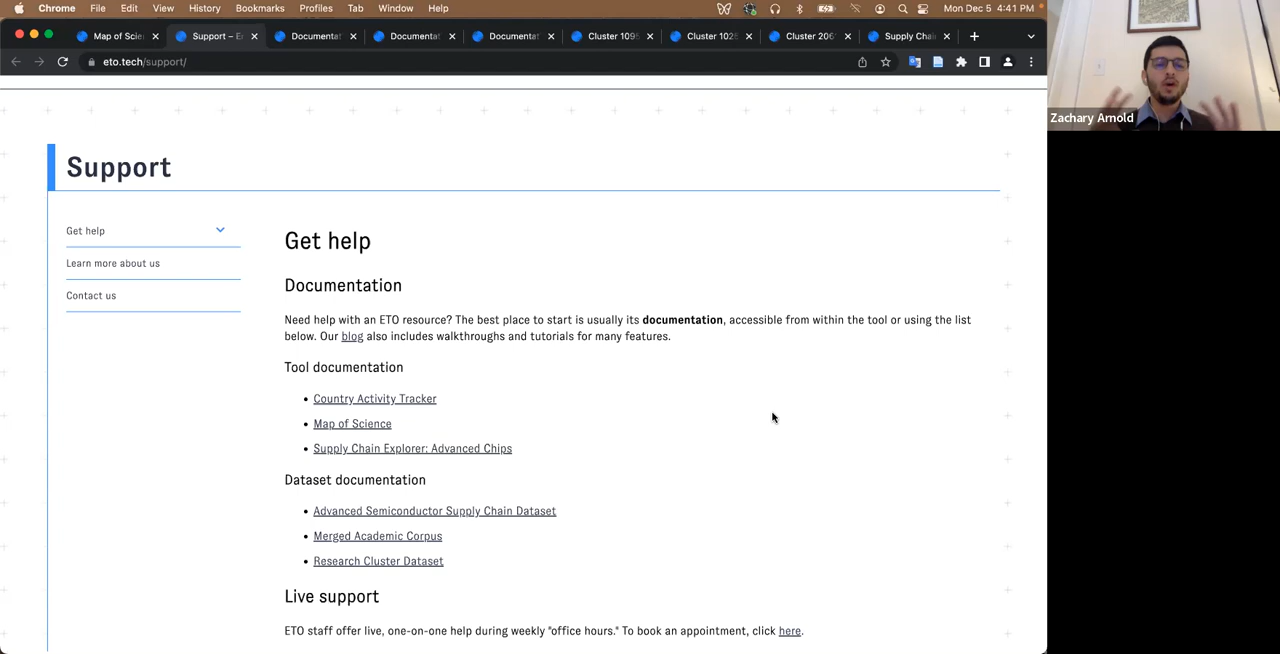 Chrome File Edit View History Bookmarks Profiles Tab Window Help Mon Dec 5 4:41 PM
Map of Scie Support – E Documentat Documentat Documentat Cluster 1095 Cluster 1028 Cluster 206 Supply Chai
eto.tech/support/
Zachary Arnold
Support
Get help
Learn more about us
Contact us
Get help
Documentation
Need help with an ETO resource? The best place to start is usually its documentation, accessible from within the tool or using the list
below. Our blog also includes walkthroughs and tutorials for many features.
Tool documentation
Country Activity Tracker
Map of Science
Supply Chain Explorer: Advanced Chips
Dataset documentation
Advanced Semiconductor Supply Chain Dataset
Merged Academic Corpus
Research Cluster Dataset
Live support
ETO staff offer live, one-on-one help during weekly "office hours." To book an appointment, click here.